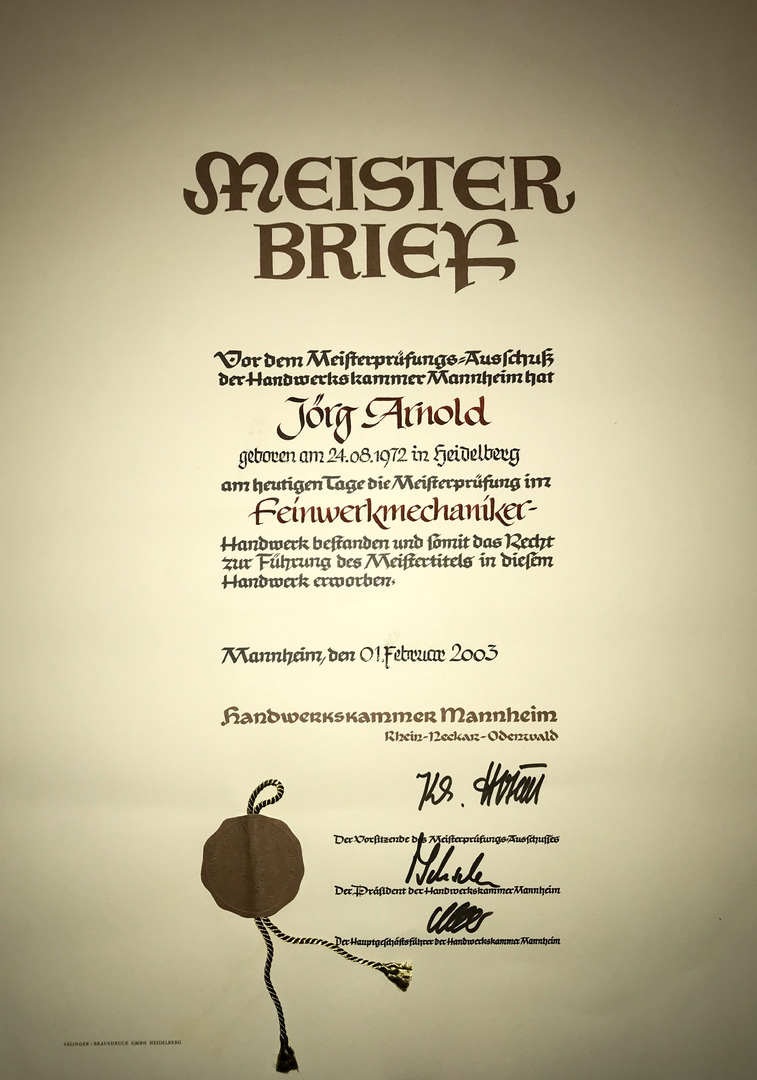 MEISTER
BRIEF
Vor dem Meisterprüfungs-Ausschuß
der Handwerkskammer Mannheim hat
Jörg Arnold
geboren am 24.08.1972 in Heidelberg
am heutigen Tage die Meisterprüfung im
Feinwerkmechaniker-
Handwerk bestanden und somit das Recht
zur Führung des Meistertitels in diesem
Handwerk erworben.
Mannheim, den 01. Februar 2003
Handwerkskammer Mannheim
Rhein-Neckar-Odenwald
Der Vorsitzende des Meisterprüfungs-Ausschusses
Der Präsident der Handwerkskammer Mannheim
Der Hauptgeschäftsführer der Handwerkskammer Mannheim
BRAUSDRUCK GMBH HEIDELBERG